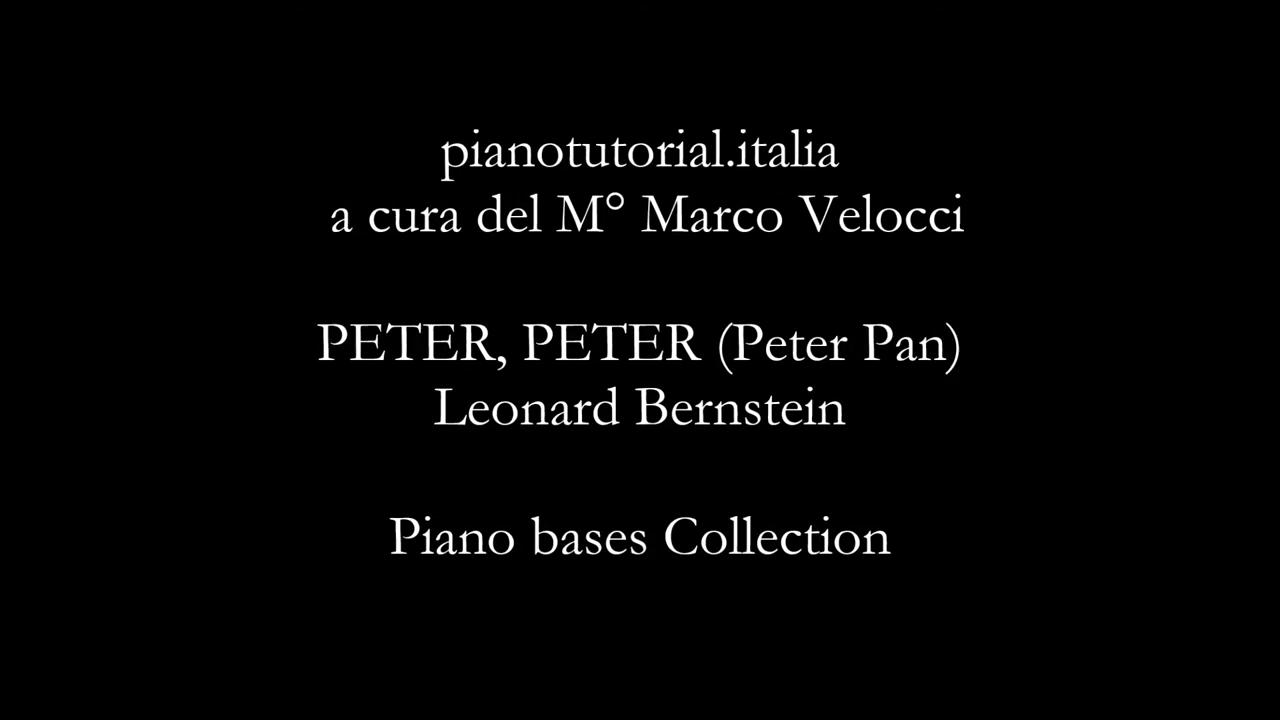 pianotutorial.italia
a cura del M° Marco Velocci
PETER, PETER (Peter Pan)
Leonard Bernstein
Piano bases Collection